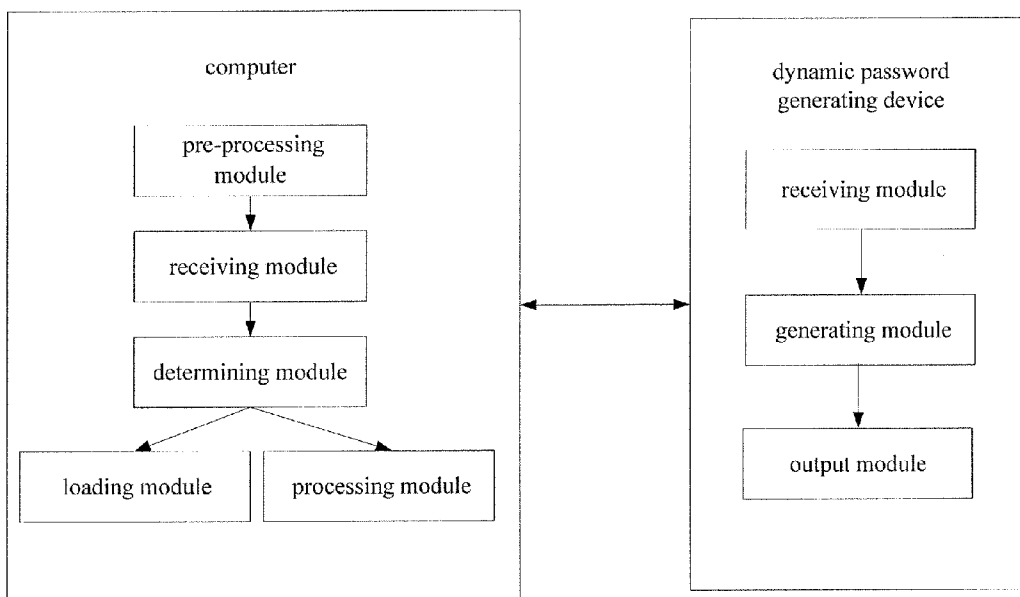 computer
pre-processing
module
receiving module
determining module
loading module
processing module
dynamic password
generating device
receiving module
generating module
output module